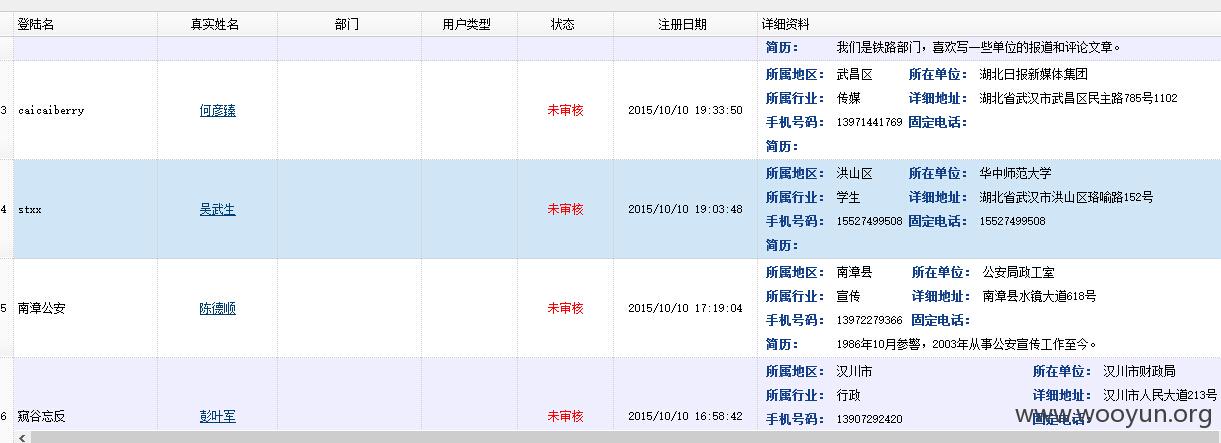 登陆名 真实姓名 部门 用户类型 状态 注册日期 详细资料
简历： 我们是铁路部门，喜欢写一些单位的报道和评论文章。
所属地区： 武昌区 所在单位： 湖北日报新媒体集团
所属行业： 传媒 详细地址： 湖北省武汉市武昌区民主路785号1102
3 caicaiberry 何彦臻 未审核 2015/10/10 19:33:50
手机号码： 13971441769 固定电话：
简历：
所属地区： 洪山区 所在单位： 华中师范大学
所属行业： 学生 详细地址： 湖北省武汉市洪山区珞喻路152号
4 stxx 吴武生 未审核 2015/10/10 19:03:48
手机号码： 15527499508 固定电话： 15527499508
简历：
所属地区： 南漳县 所在单位： 公安局政工室
所属行业： 宣传 详细地址： 南漳县水镜大道618号
5 南漳公安 陈德顺 未审核 2015/10/10 17:19:04
手机号码： 13972279366 固定电话：
简历： 1986年10月参警，2003年从事公安宣传工作至今。
所属地区： 汉川市 所在单位： 汉川市财政局
所属行业： 行政 详细地址： 汉川市人民大道213号
6 窥谷忘反 彭叶军 未审核 2015/10/10 16:58:42
手机号码： 13907292420 固定电话：
www.wooyun.org